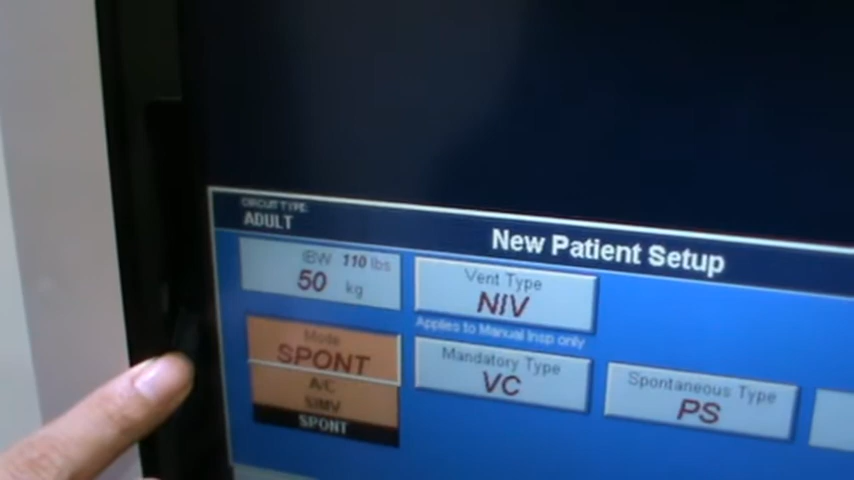 CIRCUIT TYPE:
ADULT
New Patient Setup
IBW 110 lbs
50 kg
Vent Type
NIV
Applies to Manual Insp only
Mode
SPONT
A/C
SIMV
SPONT
Mandatory Type
VC
Spontaneous Type
PS